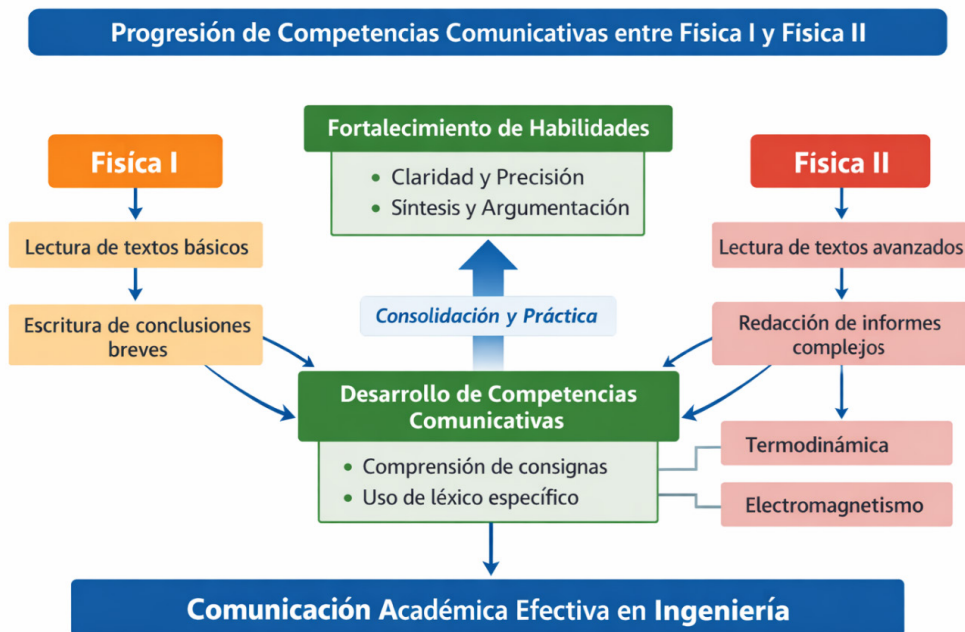 Progresión de Competencias Comunicativas entre Física I y Física II
Fortalecimiento de Habilidades
• Claridad y Precisión
• Síntesis y Argumentación
Fisíca I
Lectura de textos básicos
Escritura de conclusiones
breves
Física II
Lectura de textos avanzados
Redacción de informes
complejos
Consolidación y Práctica
Desarrollo de Competencias
Comunicativas
• Comprensión de consignas
• Uso de léxico específico
Termodinámica
Electromagnetismo
Comunicación Académica Efectiva en Ingeniería